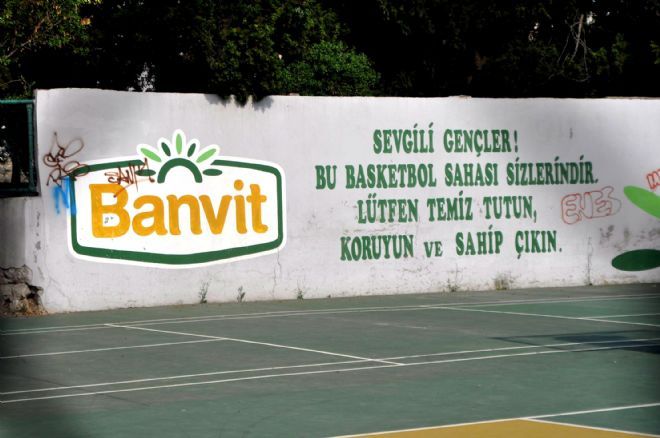 Banvit
SEVGİLİ GENÇLER!
BU BASKETBOL SAHASI SİZLERİNDİR.
LÜTFEN TEMİZ TUTUN,
KORUYUN VE SAHİP ÇIKIN.
ENES